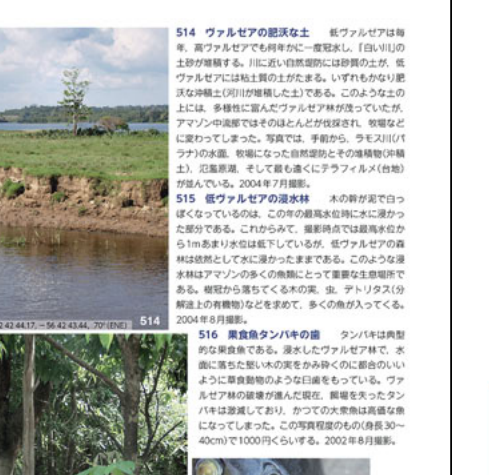 514 ヴァルゼアの肥沃な土 低ヴァルゼアは毎
年，高ヴァルゼアでも何年かに一度冠水し，「白い川」の
土砂が堆積する。川に近い自然堤防には砂質の土が，低
ヴァルゼアには粘土質の土がたまる。いずれもかなり肥
沃な沖積土(河川が堆積した土)である。このような土の
上には，多様性に富んだヴァルゼア林が茂っていたが，
アマゾン中流部ではそのほとんどが伐採され，牧場など
に変わってしまった。写真では，手前から，ラモス川(パ
ラナ)の水面，牧場になった自然堤防とその堆積物(沖積
土)，氾濫原湖，そして最も遠くにテラフィルメ(台地)
が並んでいる。2004年7月撮影。
515 低ヴァルゼアの浸水林 木の幹が泥で白っ
ぽくなっているのは，この年の最高水位時に水に浸かっ
た部分である。これからみて，撮影時点では最高水位か
ら1mあまり水位は低下しているが，低ヴァルゼアの森
林は依然として水に浸かったままである。このような浸
水林はアマゾンの多くの魚類にとって重要な生息場所で
ある。樹冠から落ちてくる木の実，虫，デトリタス(分
解途上の有機物)などを求めて，多くの魚が入ってくる。
2004年8月撮影。
2 42 44.17, -56 42 43.44, 70° (ENE)
514
516 果食魚タンバキの歯 タンバキは典型
的な果食魚である。浸水したヴァルゼア林で，水
面に落ちた堅い木の実をかみ砕くのに都合のいい
ように草食動物のような臼歯をもっている。ヴァ
ルゼア林の破壊が進んだ現在，餌場を失ったタン
バキは激減しており，かつての大衆魚は高価な魚
になってしまった。この写真程度のもの(身長30～
40cm)で1000円くらいする。2002年8月撮影。